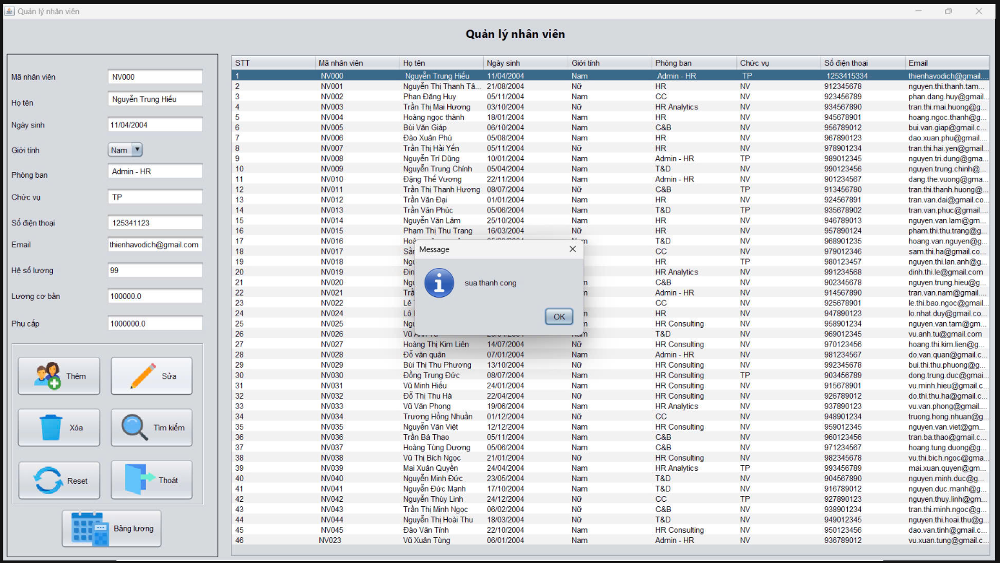 Quản lý nhân viên
Quản lý nhân viên
Mã nhân viên NV000
Họ tên Nguyễn Trung Hiếu
Ngày sinh 11/04/2004
Giới tính Nam
Phòng ban Admin - HR
Chức vụ TP
Số điện thoại 125341123
Email thienhavodich@gmail.com
Hệ số lương 99
Lương cơ bản 100000.0
Phụ cấp 1000000.0
Thêm Sửa
Xóa Tìm kiếm
Reset Thoát
Bảng lương
STT Mã nhân viên Họ tên Ngày sinh Giới tính Phòng ban Chức vụ Số điện thoại Email
1 NV000 Nguyễn Trung Hiếu 11/04/2004 Nam Admin - HR TP 1253415334 thienhavodich@gmail....
2 NV001 Nguyễn Thị Thanh Tâ... 21/08/2004 Nữ HR NV 912345678 nguyen.thi.thanh.tam...
3 NV002 Phan Đăng Huy 05/11/2004 Nam CC NV 923456789 phan.dang.huy@gmail...
4 NV003 Trần Thị Mai Hương 03/10/2004 Nữ HR Analytics NV 934567890 tran.thi.mai.huong@g...
5 NV004 Hoàng ngọc thành 18/01/2004 Nam HR NV 945678901 hoang.ngoc.thanh@g...
6 NV005 Bùi Văn Giáp 06/10/2004 Nam C&B NV 956789012 bui.van.giap@gmail.c...
7 NV006 Đào Xuân Phú 05/08/2004 Nam HR NV 967890123 dao.xuan.phu@gmail....
8 NV007 Trần Thị Hải Yến 05/11/2004 Nữ HR NV 978901234 tran.thi.hai.yen@gmail...
9 NV008 Nguyễn Trí Dũng 10/01/2004 Nam Admin - HR TP 989012345 nguyen.tri.dung@gma...
10 NV009 Nguyễn Trung Chính 05/04/2004 Nam T&D NV 990123456 nguyen.trung.chinh@...
11 NV010 Đặng Thế Vương 22/11/2004 Nam Admin - HR NV 901234567 dang.the.vuong@gma...
12 NV011 Trần Thị Thanh Hương 08/07/2004 Nữ C&B TP 913456780 tran.thi.thanh.huong@...
13 NV012 Trần Văn Đại 01/01/2004 Nam HR NV 924567891 tran.van.dai@gmail.co...
14 NV013 Trần Văn Phúc 05/06/2004 Nam T&D TP 935678902 tran.van.phuc@gmail....
15 NV014 Nguyễn Văn Lâm 25/10/2004 Nam HR NV 946789013 nguyen.van.lam@gm...
16 NV015 Phạm Thị Thu Trang 16/03/2004 Nữ HR NV 957890124 pham.thi.thu.trang@g...
17 NV016 T&D NV 968901235 hoang.van.nguyen@g...
18 NV017 CC NV 979012346 sam.thi.ha@gmail.co...
19 NV018 HR TP 980123457 nguyen.thi.lan.anh@g...
20 NV019 HR Analytics NV 991234568 dinh.thi.le@gmail.com
21 NV020 C&B NV 902345678 nguyen.trung.hieu@g...
22 NV021 Admin - HR NV 914567890 tran.van.nam@gmail...
23 NV022 Lê CC NV 925678901 le.thi.bao.ngoc@gmail...
24 NV024 Lô HR NV 947890123 lo.nhat.duy@gmail.co...
25 NV025 HR Consulting NV 958901234 nguyen.van.tam@gm...
26 NV026 Vũ T&D NV 969012345 vu.anh.tu@gmail.com
27 NV027 Hoàng Thị Kim Liên 14/07/2004 Nữ HR Consulting NV 970123456 hoang.thi.kim.lien@g...
28 NV028 Đỗ văn quân 07/01/2004 Nam Admin - HR NV 981234567 do.van.quan@gmail.c...
29 NV029 Bùi Thị Thu Phương 13/10/2004 Nữ HR Consulting NV 992345678 bui.thi.thu.phuong@g...
30 NV030 Đồng Trung Đức 08/07/2004 Nam HR Consulting TP 903456789 dong.trung.duc@gmai...
31 NV031 Vũ Minh Hiếu 24/01/2004 Nam HR Consulting NV 915678901 vu.minh.hieu@gmail.c...
32 NV032 Đỗ Thị Thu Hà 22/04/2004 Nữ HR Consulting NV 926789012 do.thi.thu.ha@gmail.c...
33 NV033 Vũ Văn Phong 19/06/2004 Nam HR Analytics NV 937890123 vu.van.phong@gmail....
34 NV034 Trương Hồng Nhuần 01/12/2004 Nữ CC NV 948901234 truong.hong.nhuan@g...
35 NV035 Nguyễn Văn Việt 12/12/2004 Nam HR Consulting NV 959012345 nguyen.van.viet@gm...
36 NV036 Trần Bá Thao 05/11/2004 Nam C&B NV 960123456 tran.ba.thao@gmail.c...
37 NV037 Hoàng Tùng Dương 05/06/2004 Nam C&B NV 971234567 hoang.tung.duong@g...
38 NV038 Vũ Thị Bích Ngọc 21/01/2004 Nữ HR Consulting NV 982345678 vu.thi.bich.ngoc@gma...
39 NV039 Mai Xuân Quyền 24/04/2004 Nam HR Analytics TP 993456789 mai.xuan.quyen@gm...
40 NV040 Nguyễn Minh Đức 23/05/2004 Nam T&D NV 904567890 nguyen.minh.duc@g...
41 NV041 Nguyễn Đức Mạnh 17/10/2004 Nam T&D NV 916789012 nguyen.duc.manh@g...
42 NV042 Nguyễn Thùy Linh 24/12/2004 Nữ CC TP 927890123 nguyen.thuy.linh@gm...
43 NV043 Trần Thị Minh Ngọc 06/02/2004 Nữ C&B NV 938901234 tran.thi.minh.ngoc@g...
44 NV044 Nguyễn Thị Hoài Thu 18/03/2004 Nữ T&D NV 949012345 nguyen.thi.hoai.thu@g...
45 NV045 Đào Văn Tính 22/10/2004 Nam HR Consulting NV 950123456 dao.van.tinh@gmail.c...
46 NV023 Vũ Xuân Tùng 06/01/2004 Nam Admin - HR NV 936789012 vu.xuan.tung@gmail.c...
Message
sua thanh cong
OK